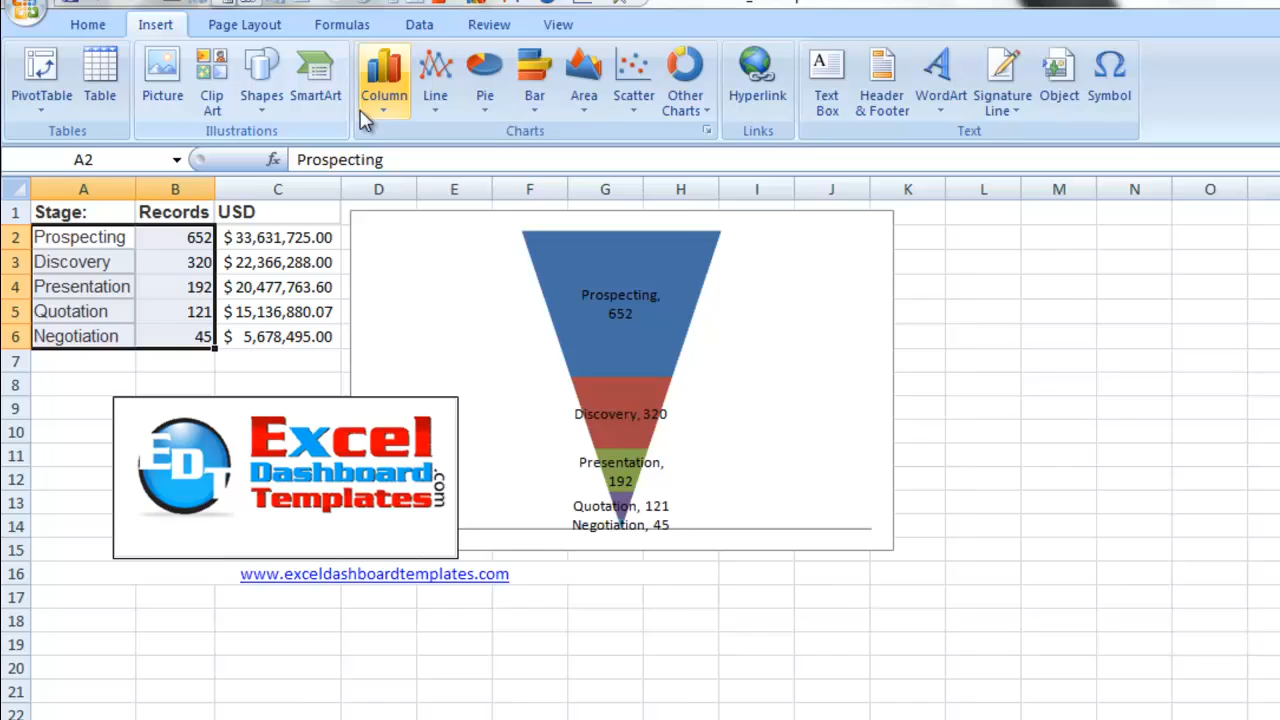 Home Insert Page Layout Formulas Data Review View
PivotTable Table Picture Clip Art Shapes SmartArt Column Line Pie Bar Area Scatter Other Charts Hyperlink Text Box Header & Footer WordArt Signature Line Object Symbol
Tables Illustrations Charts Links Text
A2 fx Prospecting
A B C D E F G H I J K L M N O
1 Stage: Records USD
2 Prospecting 652 $ 33,631,725.00
3 Discovery 320 $ 22,366,288.00
4 Presentation 192 $ 20,477,763.60
5 Quotation 121 $ 15,136,880.07
6 Negotiation 45 $ 5,678,495.00
7
8
9
10
11
12
13
14
15
16
17
18
19
20
21
22
Prospecting,
652
Discovery, 320
Presentation,
192
Quotation, 121
Negotiation, 45
EDT
Excel
Dashboard
Templates
.com
www.exceldashboardtemplates.com